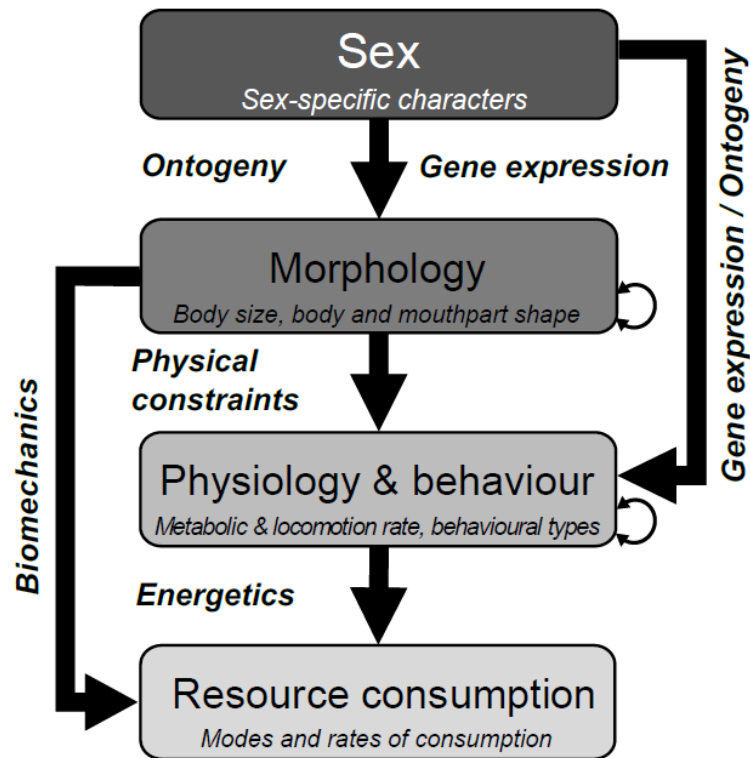 Sex
Sex-specific characters
Ontogeny
Gene expression
Gene expression / Ontogeny
Morphology
Body size, body and mouthpart shape
Physical
constraints
Biomechanics
Physiology & behaviour
Metabolic & locomotion rate, behavioural types
Energetics
Resource consumption
Modes and rates of consumption